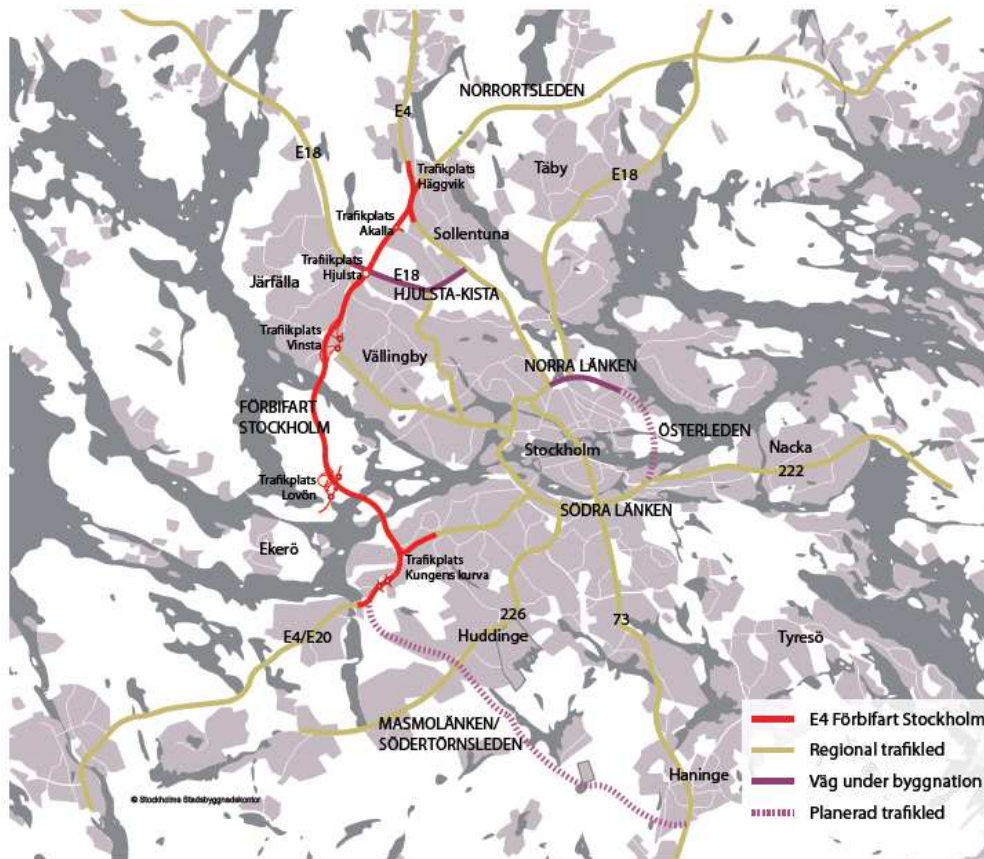 NORRORTSLEDEN
E4
E18
Trafikplats
Häggvik
Täby
E18
Trafikplats
Akalla
Sollentuna
Trafiikplats
Hjulsta
Järfälla
E18
HJULSTA-KISTA
Trafiikplats
Vinsta
Vällingby
NORRA LÄNKEN
FÖRBIFART
STOCKHOLM
ÖSTERLEDEN
Stockholm
Nacka
222
Trafikplats
Lovön
SÖDRA LÄNKEN
Ekerö
Trafikplats
Kungens kurva
226
73
E4/E20
Huddinge
Tyresö
MASMOLÄNKEN/
SÖDERTÖRNSLEDEN
Haninge
E4 Förbifart Stockholm
Regional trafikled
Väg under byggnation
Planerad trafikled
© Stockholms Stadsbyggnadskontor